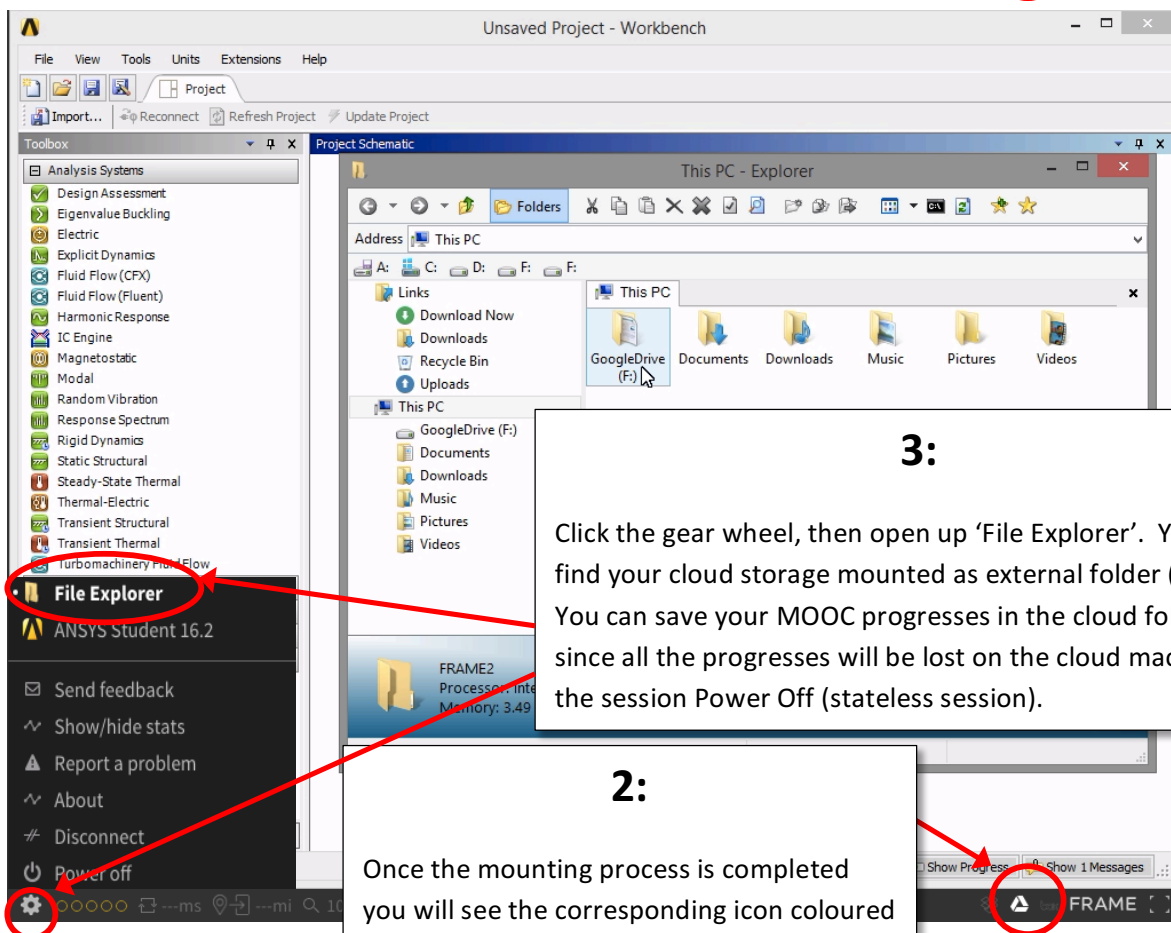 Unsaved Project - Workbench
File View Tools Units Extensions Help
Project
Import... Reconnect Refresh Project Update Project
Toolbox
Project Schematic
Analysis Systems
Design Assessment
Eigenvalue Buckling
Electric
Explicit Dynamics
Fluid Flow (CFX)
Fluid Flow (Fluent)
Harmonic Response
IC Engine
Magnetostatic
Modal
Random Vibration
Response Spectrum
Rigid Dynamics
Static Structural
Steady-State Thermal
Thermal-Electric
Transient Structural
Transient Thermal
Turbomachinery Fluid Flow
This PC - Explorer
Folders
Address This PC
A: C: D: F: F:
Links
Download Now
Downloads
Recycle Bin
Uploads
This PC
GoogleDrive (F:)
Documents
Downloads
Music
Pictures
Videos
This PC
GoogleDrive Documents Downloads Music Pictures Videos
(F:)
FRAME2
Processor: Inte
Memory: 3.49
3:
Click the gear wheel, then open up ‘File Explorer’. Y
find your cloud storage mounted as external folder (
You can save your MOOC progresses in the cloud fo
since all the progresses will be lost on the cloud mac
the session Power Off (stateless session).
File Explorer
ANSYS Student 16.2
Send feedback
Show/hide stats
Report a problem
About
Disconnect
Power off
---ms ---mi 10
2:
Once the mounting process is completed
you will see the corresponding icon coloured
Show Progress Show 1 Messages
FRAME